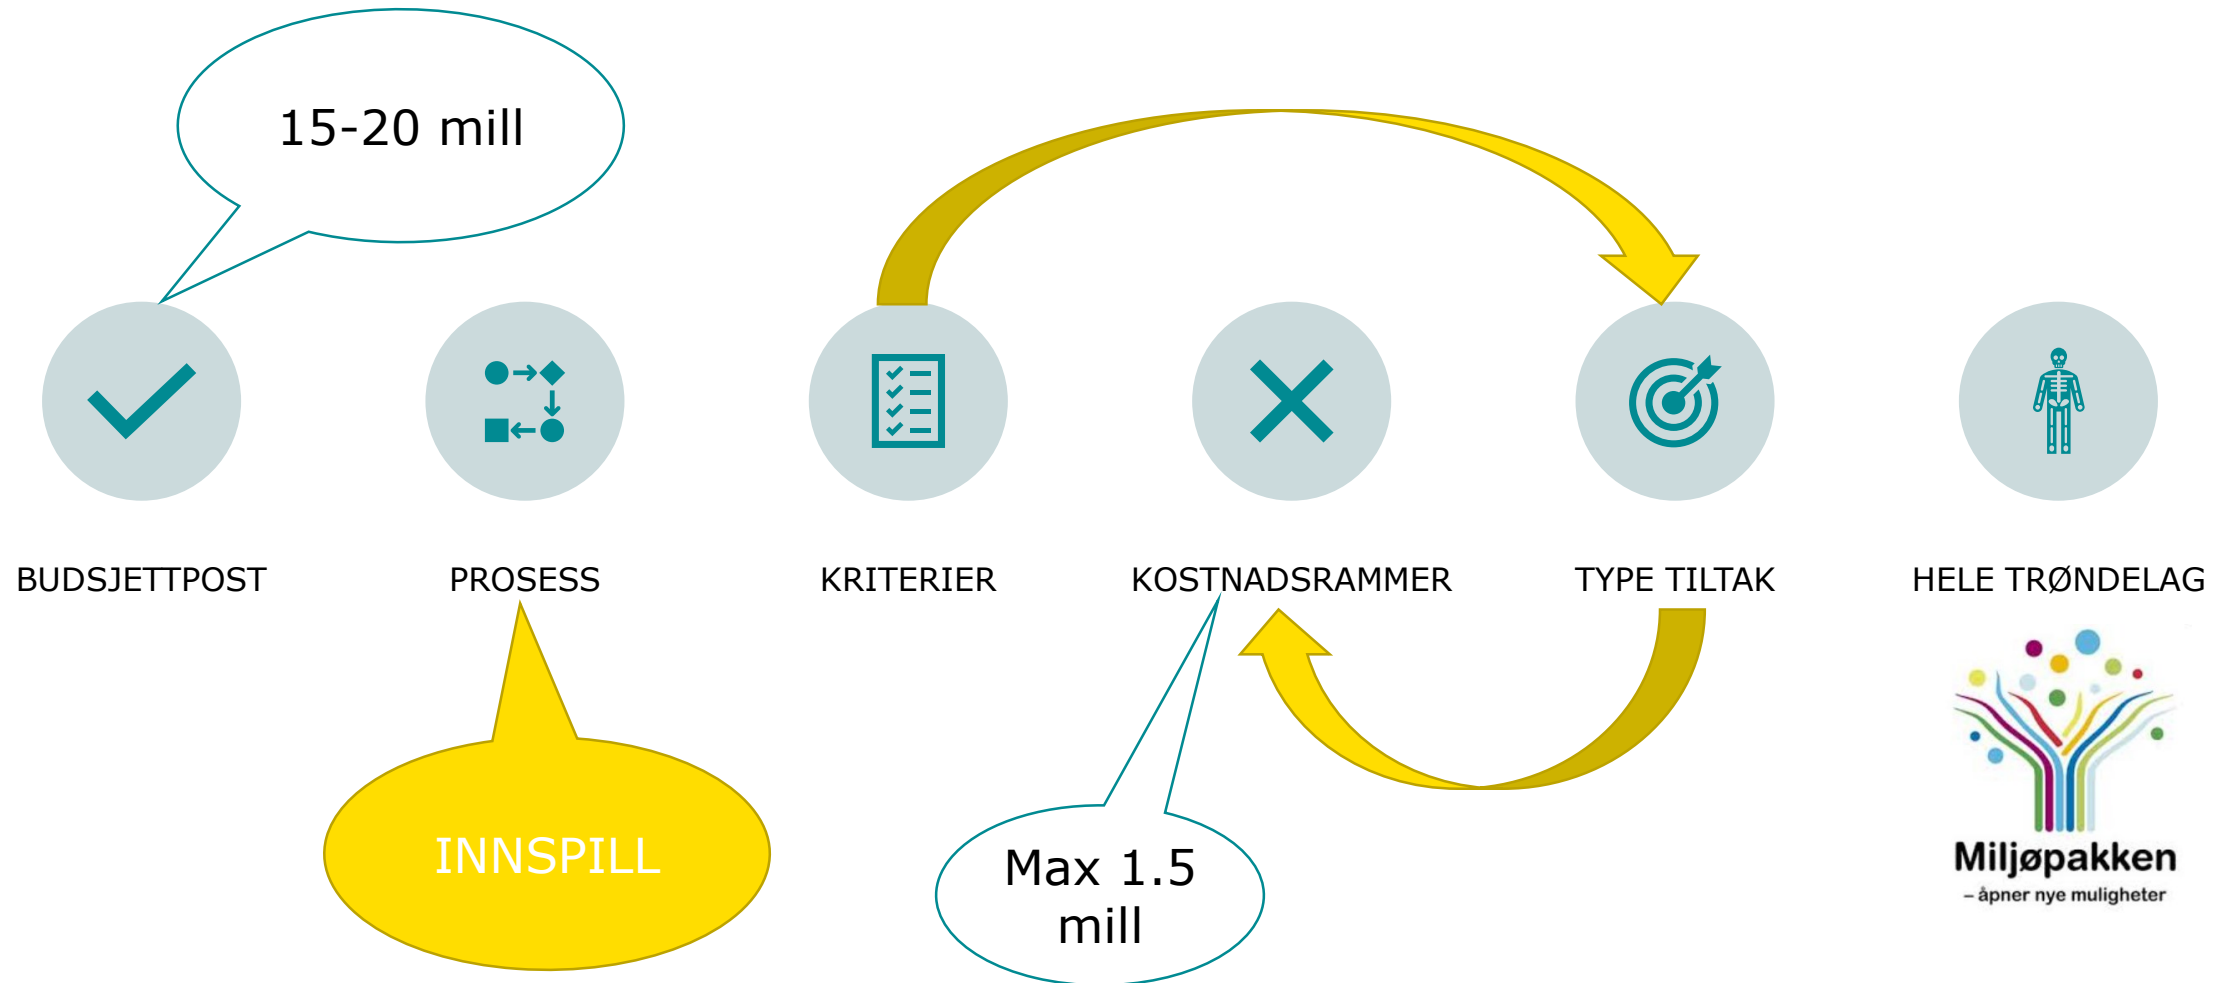 15-20 mill
BUDSJETTPOST
PROSESS
KRITERIER
KOSTNADSRAMMER
TYPE TILTAK
HELE TRØNDELAG
INNSPILL
Max 1.5
mill
Miljøpakken
– åpner nye muligheter